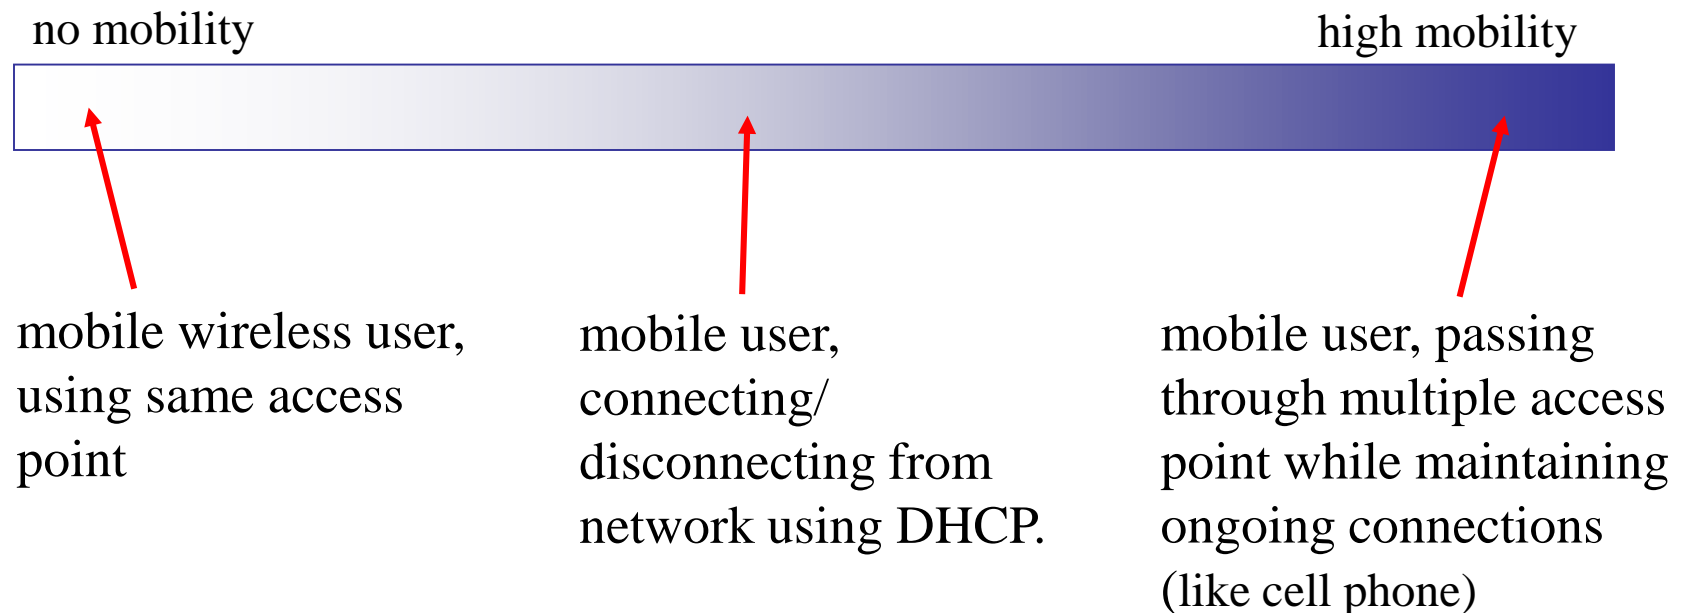 no mobility
high mobility
mobile wireless user,
using same access
point
mobile user,
connecting/
disconnecting from
network using DHCP.
mobile user, passing
through multiple access
point while maintaining
ongoing connections
(like cell phone)